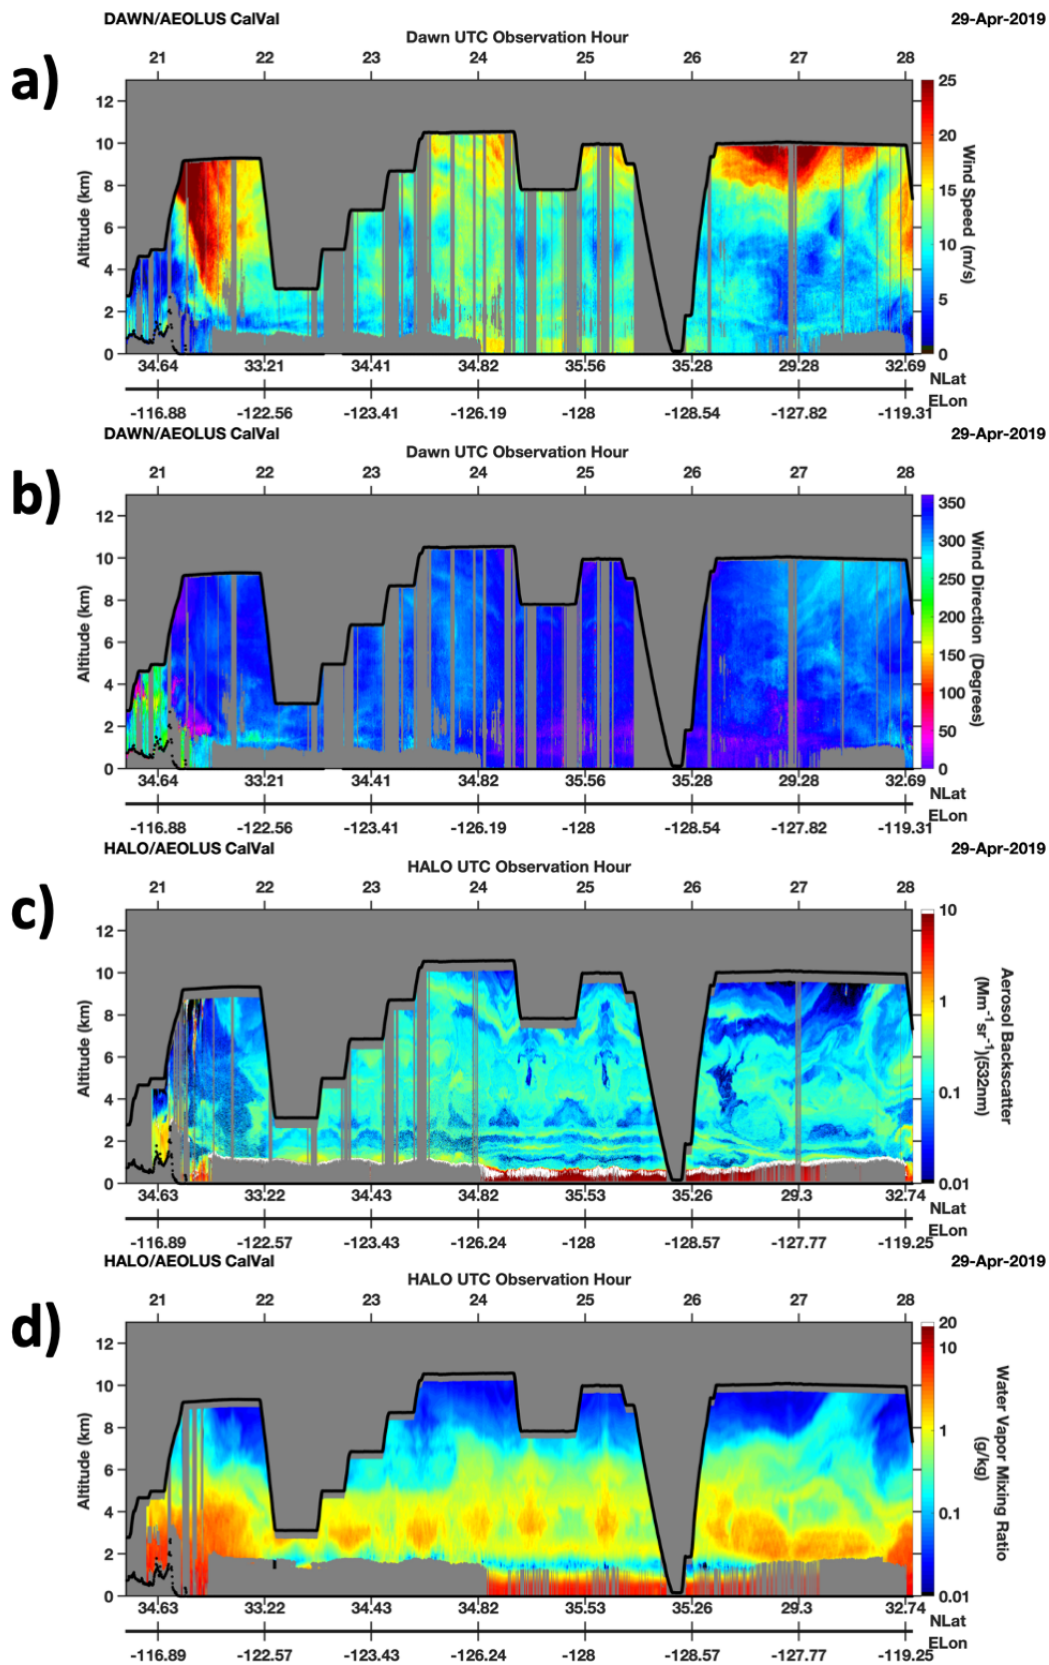 DAWN/AEOLUS CalVal 29-Apr-2019
Dawn UTC Observation Hour
21 22 23 24 25 26 27 28
a)
12
10
8
6
4
2
0
Altitude (km)
25
20
15
10
5
0
Wind Speed (m/s)
34.64 33.21 34.41 34.82 35.56 35.28 29.28 32.69
NLat
ELon
-116.88 -122.56 -123.41 -126.19 -128 -128.54 -127.82 -119.31
DAWN/AEOLUS CalVal 29-Apr-2019
Dawn UTC Observation Hour
21 22 23 24 25 26 27 28
b)
12
10
8
6
4
2
0
Altitude (km)
350
300
250
200
150
100
50
0
Wind Direction (Degrees)
34.64 33.21 34.41 34.82 35.56 35.28 29.28 32.69
NLat
ELon
-116.88 -122.56 -123.41 -126.19 -128 -128.54 -127.82 -119.31
HALO/AEOLUS CalVal 29-Apr-2019
HALO UTC Observation Hour
21 22 23 24 25 26 27 28
c)
12
10
8
6
4
2
0
Altitude (km)
10
1
0.1
0.01
Aerosol Backscatter
(Mm-1sr-1)(532nm)
34.63 33.22 34.43 34.82 35.53 35.26 29.3 32.74
NLat
ELon
-116.89 -122.57 -123.43 -126.24 -128 -128.57 -127.77 -119.25
HALO/AEOLUS CalVal 29-Apr-2019
HALO UTC Observation Hour
21 22 23 24 25 26 27 28
d)
12
10
8
6
4
2
0
Altitude (km)
20
10
1
0.1
0.01
Water Vapor Mixing Ratio
(g/kg)
34.63 33.22 34.43 34.82 35.53 35.26 29.3 32.74
NLat
ELon
-116.89 -122.57 -123.43 -126.24 -128 -128.57 -127.77 -119.25